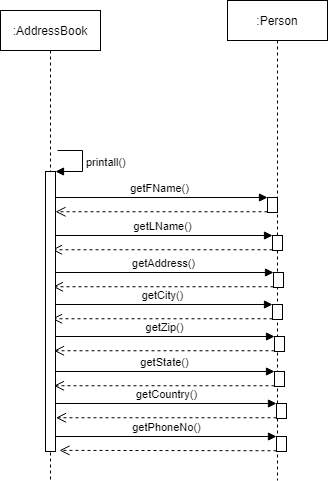 :AddressBook
:Person
printall()
getFName()
getLName()
getAddress()
getCity()
getZip()
getState()
getCountry()
getPhoneNo()